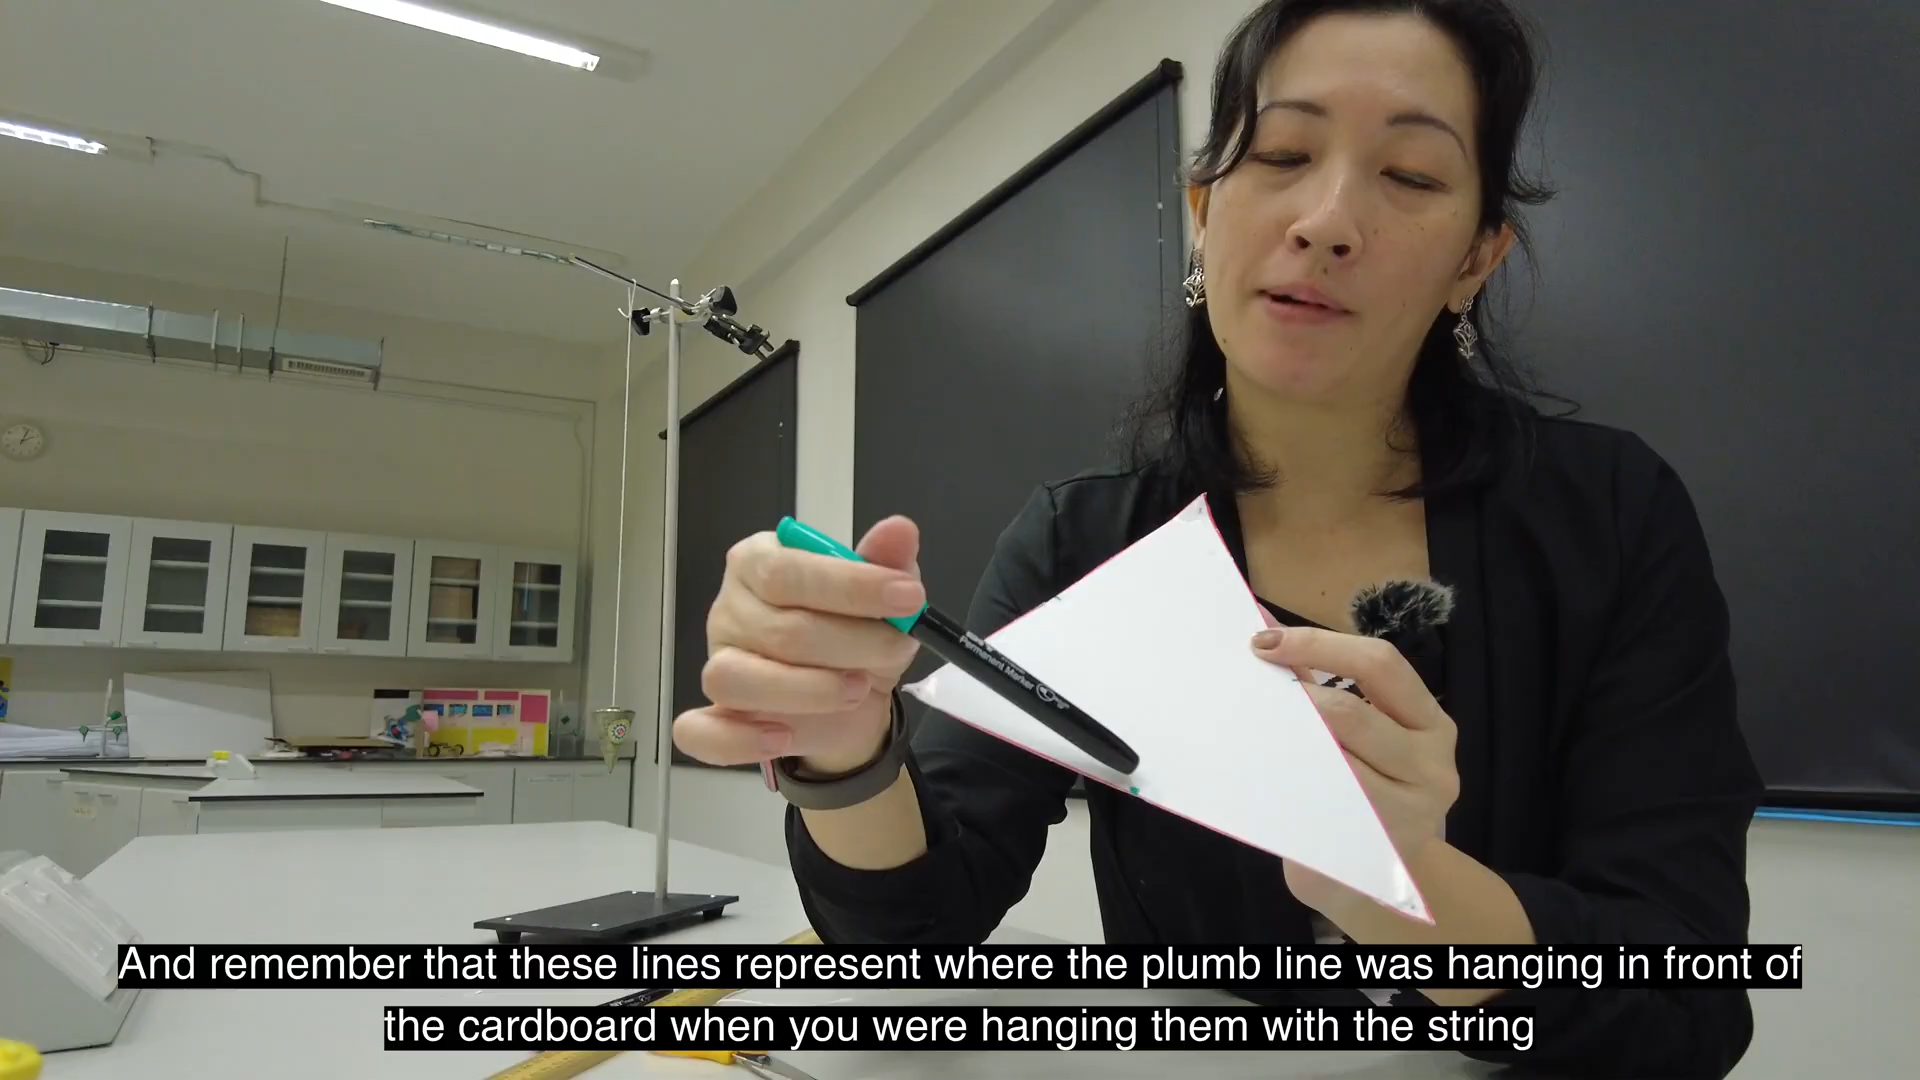 Permanent Marker
And remember that these lines represent where the plumb line was hanging in front of
the cardboard when you were hanging them with the string